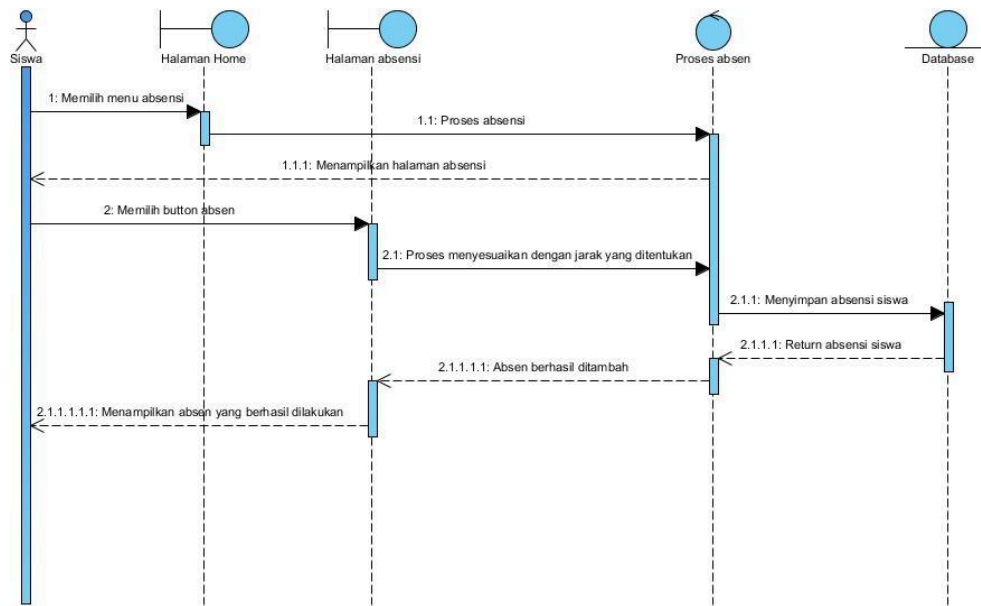 Siswa
Halaman Home
Halaman absensi
Proses absen
Database
1: Memilih menu absensi
1.1: Proses absensi
1.1.1: Menampilkan halaman absensi
2: Memilih button absen
2.1: Proses menyesuaikan dengan jarak yang ditentukan
2.1.1: Menyimpan absensi siswa
2.1.1.1: Return absensi siswa
2.1.1.1.1: Absen berhasil ditambah
2.1.1.1.1.1: Menampilkan absen yang berhasil dilakukan